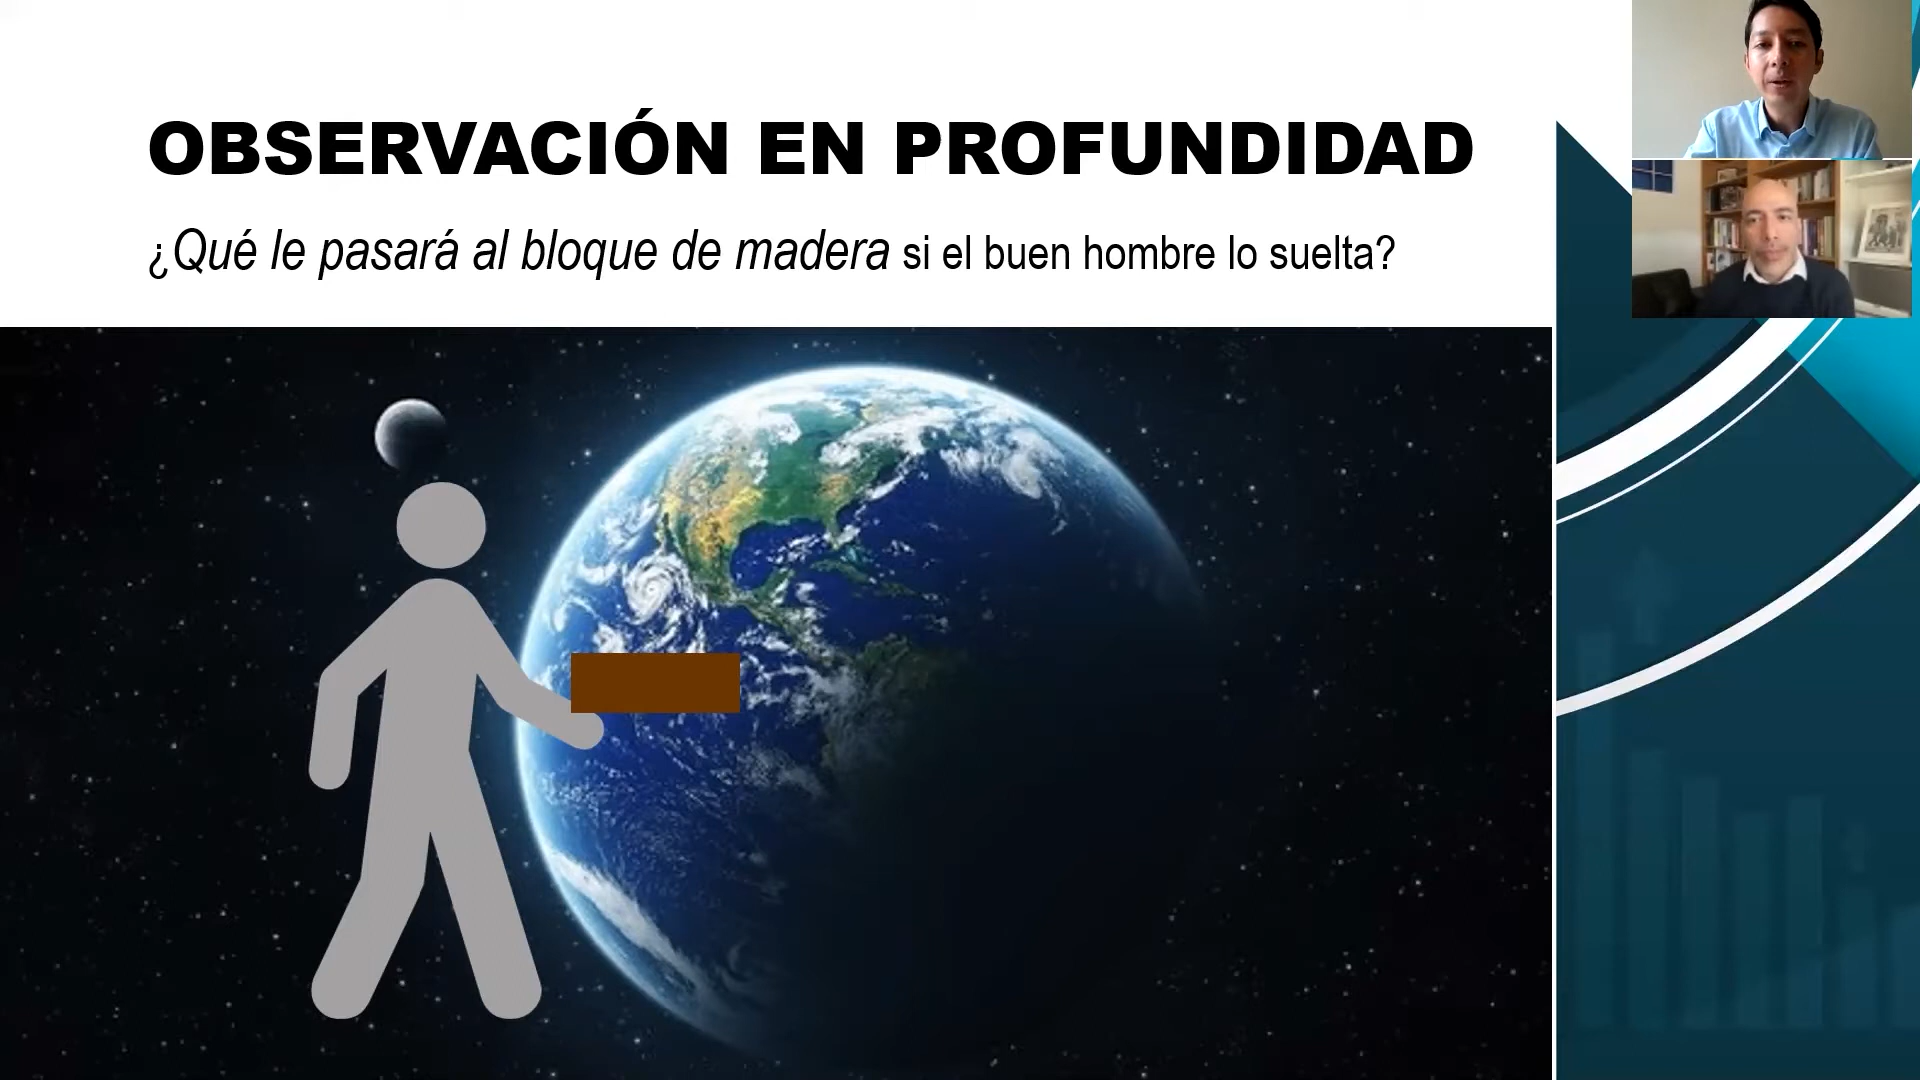 OBSERVACIÓN EN PROFUNDIDAD
¿Qué le pasará al bloque de madera si el buen hombre lo suelta?